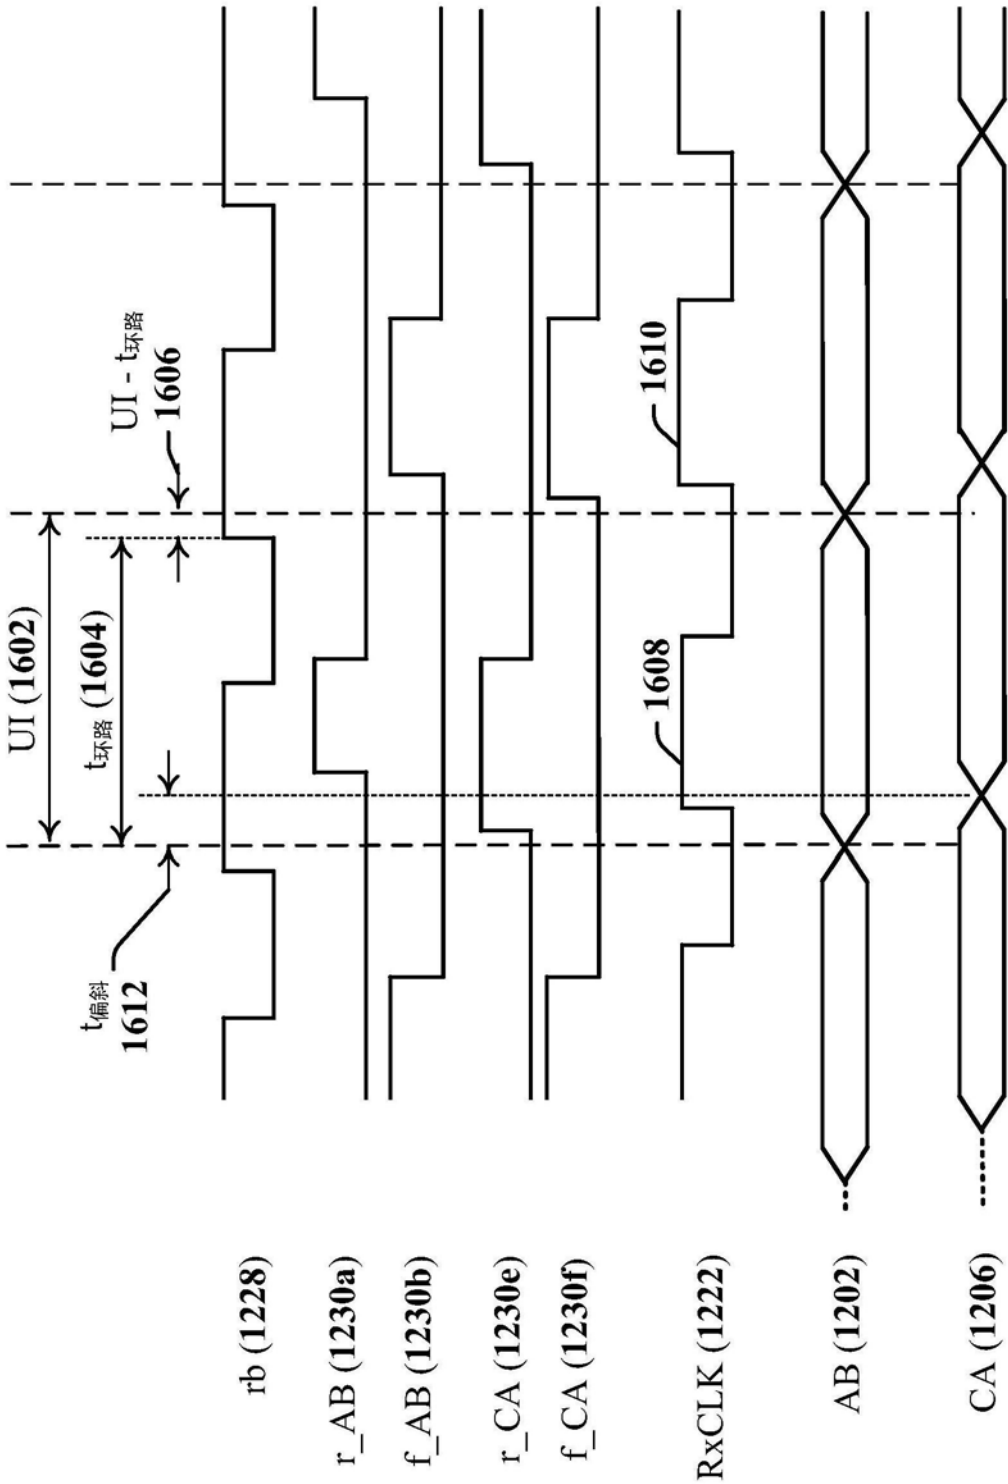 UI (1602)
t环路 (1604)
UI - t环路
1606
t偏斜
1612
rb (1228)
r_AB (1230a)
f_AB (1230b)
r_CA (1230e)
f_CA (1230f)
1608
1610
RxCLK (1222)
AB (1202)
CA (1206)